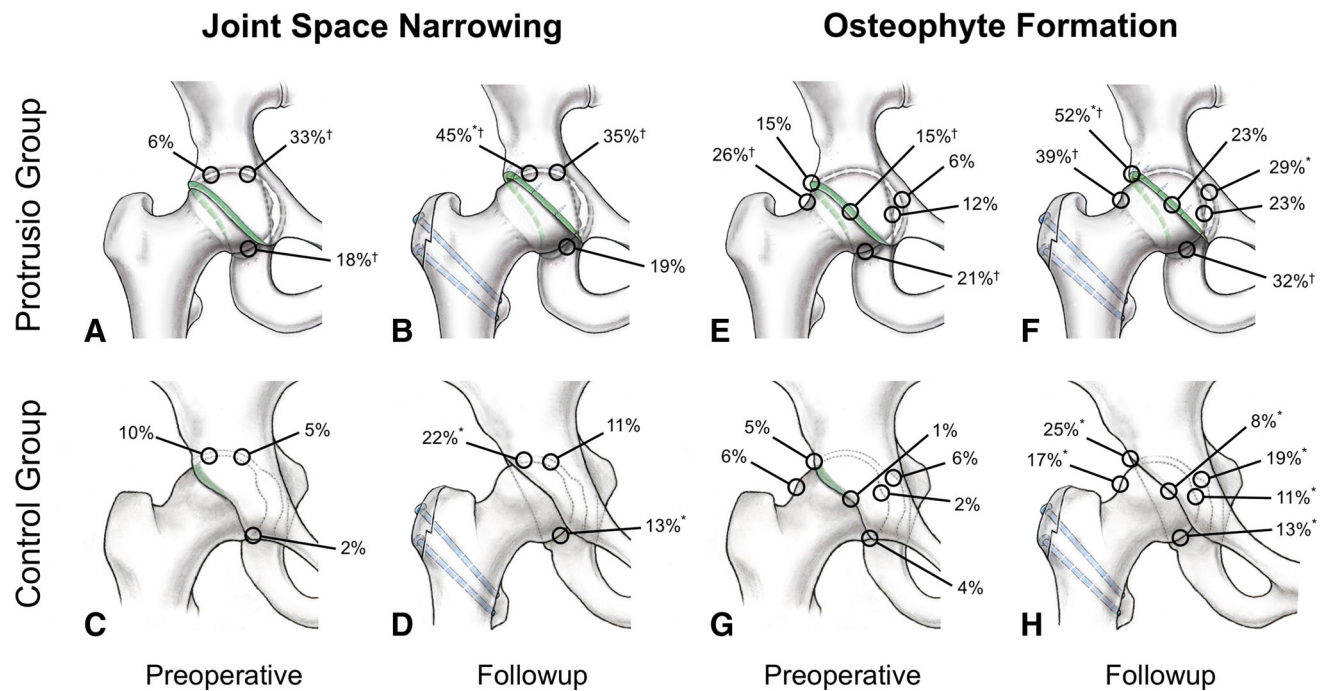 Joint Space Narrowing
Osteophyte Formation
Protrusio Group
6%
33%†
18%†
A
45%*†
35%†
19%
B
15%
26%†
15%†
6%
12%
21%†
E
52%*†
39%†
23%
29%*
23%
32%†
F
Control Group
10%
5%
2%
C
22%*
11%
13%*
D
5%
6%
1%
6%
2%
4%
G
25%*
17%*
8%*
19%*
11%*
13%*
H
Preoperative
Followup
Preoperative
Followup